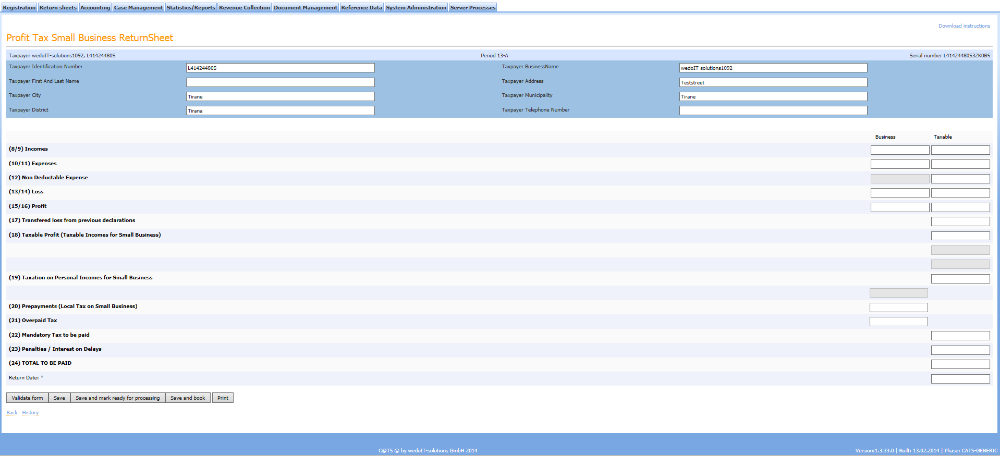 Registration Return sheets Accounting Case Management Statistics/Reports Revenue Collection Document Management Reference Data System Administration Server Processes
Download instructions
Profit Tax Small Business ReturnSheet
Taxpayer wedoIT-solutions1092, L41424480S Period 13-A Serial number L41424480S3ZK0B5
Taxpayer Identification Number L41424480S Taxpayer BusinessName wedoIT-solutions1092
Taxpayer First And Last Name Taxpayer Address Teststreet
Taxpayer City Tirane Taxpayer Municipality Tirane
Taxpayer District Tirana Taxpayer Telephone Number
Business Taxable
(8/9) Incomes
(10/11) Expenses
(12) Non Deductable Expense
(13/14) Loss
(15/16) Profit
(17) Transfered loss from previous declarations
(18) Taxable Profit (Taxable Incomes for Small Business)
(19) Taxation on Personal Incomes for Small Business
(20) Prepayments (Local Tax on Small Business)
(21) Overpaid Tax
(22) Mandatory Tax to be paid
(23) Penalties / Interest on Delays
(24) TOTAL TO BE PAID
Return Date: *
Validate form Save Save and mark ready for processing Save and book Print
Back History
C@TS © by wedoIT-solutions GmbH 2014 Version:1.3.33.0 | Built: 13.02.2014 | Phase: CATS-GENERIC